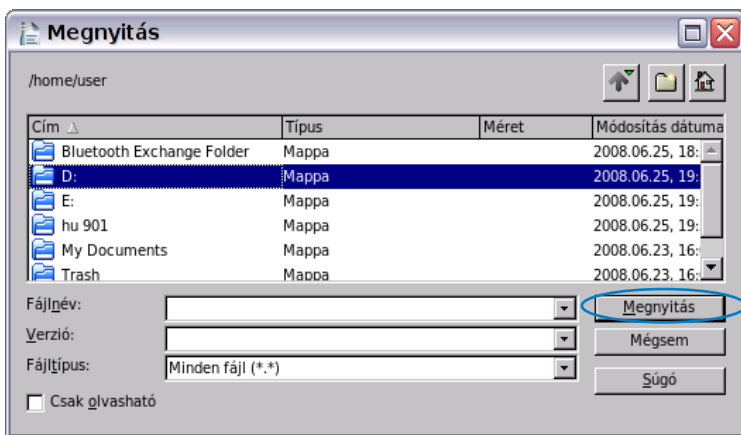 Megnyitás
/home/user
Cím Típus Méret Módosítás dátuma
Bluetooth Exchange Folder Mappa 2008.06.25, 18:
D: Mappa 2008.06.25, 19:
E: Mappa 2008.06.25, 19:
hu 901 Mappa 2008.06.25, 19:
My Documents Mappa 2008.06.23, 16:
Trash Mappa 2008.06.23, 16:
Fájlnév: Megnyitás
Verzió: Mégsem
Fájltípus: Minden fájl (*.*) Súgó
Csak olvasható